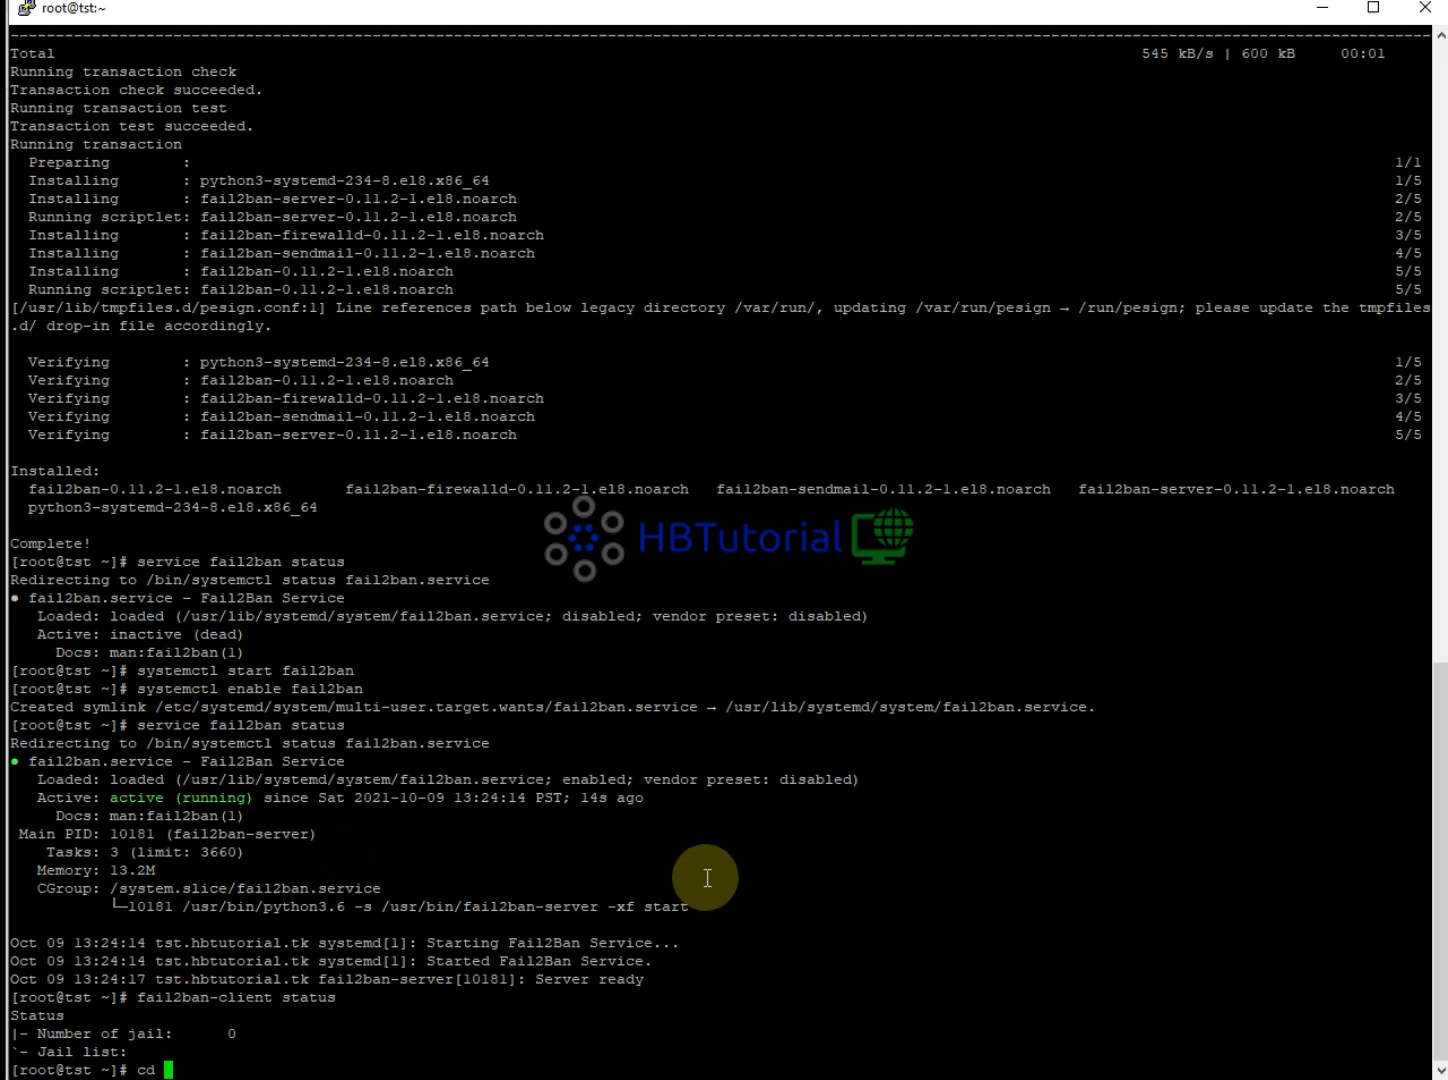 root@tst:~
Total 545 kB/s | 600 kB 00:01
Running transaction check
Transaction check succeeded.
Running transaction test
Transaction test succeeded.
Running transaction
  Preparing        : 1/1
  Installing       : python3-systemd-234-8.el8.x86_64 1/5
  Installing       : fail2ban-server-0.11.2-1.el8.noarch 2/5
  Running scriptlet: fail2ban-server-0.11.2-1.el8.noarch 2/5
  Installing       : fail2ban-firewalld-0.11.2-1.el8.noarch 3/5
  Installing       : fail2ban-sendmail-0.11.2-1.el8.noarch 4/5
  Installing       : fail2ban-0.11.2-1.el8.noarch 5/5
  Running scriptlet: fail2ban-0.11.2-1.el8.noarch 5/5
[/usr/lib/tmpfiles.d/pesign.conf:1] Line references path below legacy directory /var/run/, updating /var/run/pesign → /run/pesign; please update the tmpfiles
.d/ drop-in file accordingly.
  Verifying        : python3-systemd-234-8.el8.x86_64 1/5
  Verifying        : fail2ban-0.11.2-1.el8.noarch 2/5
  Verifying        : fail2ban-firewalld-0.11.2-1.el8.noarch 3/5
  Verifying        : fail2ban-sendmail-0.11.2-1.el8.noarch 4/5
  Verifying        : fail2ban-server-0.11.2-1.el8.noarch 5/5
Installed:
  fail2ban-0.11.2-1.el8.noarch fail2ban-firewalld-0.11.2-1.el8.noarch fail2ban-sendmail-0.11.2-1.el8.noarch fail2ban-server-0.11.2-1.el8.noarch
  python3-systemd-234-8.el8.x86_64
HBTutorial
Complete!
[root@tst ~]# service fail2ban status
Redirecting to /bin/systemctl status fail2ban.service
● fail2ban.service - Fail2Ban Service
   Loaded: loaded (/usr/lib/systemd/system/fail2ban.service; disabled; vendor preset: disabled)
   Active: inactive (dead)
     Docs: man:fail2ban(1)
[root@tst ~]# systemctl start fail2ban
[root@tst ~]# systemctl enable fail2ban
Created symlink /etc/systemd/system/multi-user.target.wants/fail2ban.service → /usr/lib/systemd/system/fail2ban.service.
[root@tst ~]# service fail2ban status
Redirecting to /bin/systemctl status fail2ban.service
● fail2ban.service - Fail2Ban Service
   Loaded: loaded (/usr/lib/systemd/system/fail2ban.service; enabled; vendor preset: disabled)
   Active: active (running) since Sat 2021-10-09 13:24:14 PST; 14s ago
     Docs: man:fail2ban(1)
 Main PID: 10181 (fail2ban-server)
    Tasks: 3 (limit: 3660)
   Memory: 13.2M
   CGroup: /system.slice/fail2ban.service
           └─10181 /usr/bin/python3.6 -s /usr/bin/fail2ban-server -xf start
Oct 09 13:24:14 tst.hbtutorial.tk systemd[1]: Starting Fail2Ban Service...
Oct 09 13:24:14 tst.hbtutorial.tk systemd[1]: Started Fail2Ban Service.
Oct 09 13:24:17 tst.hbtutorial.tk fail2ban-server[10181]: Server ready
[root@tst ~]# fail2ban-client status
Status
|- Number of jail:      0
`- Jail list:
[root@tst ~]# cd